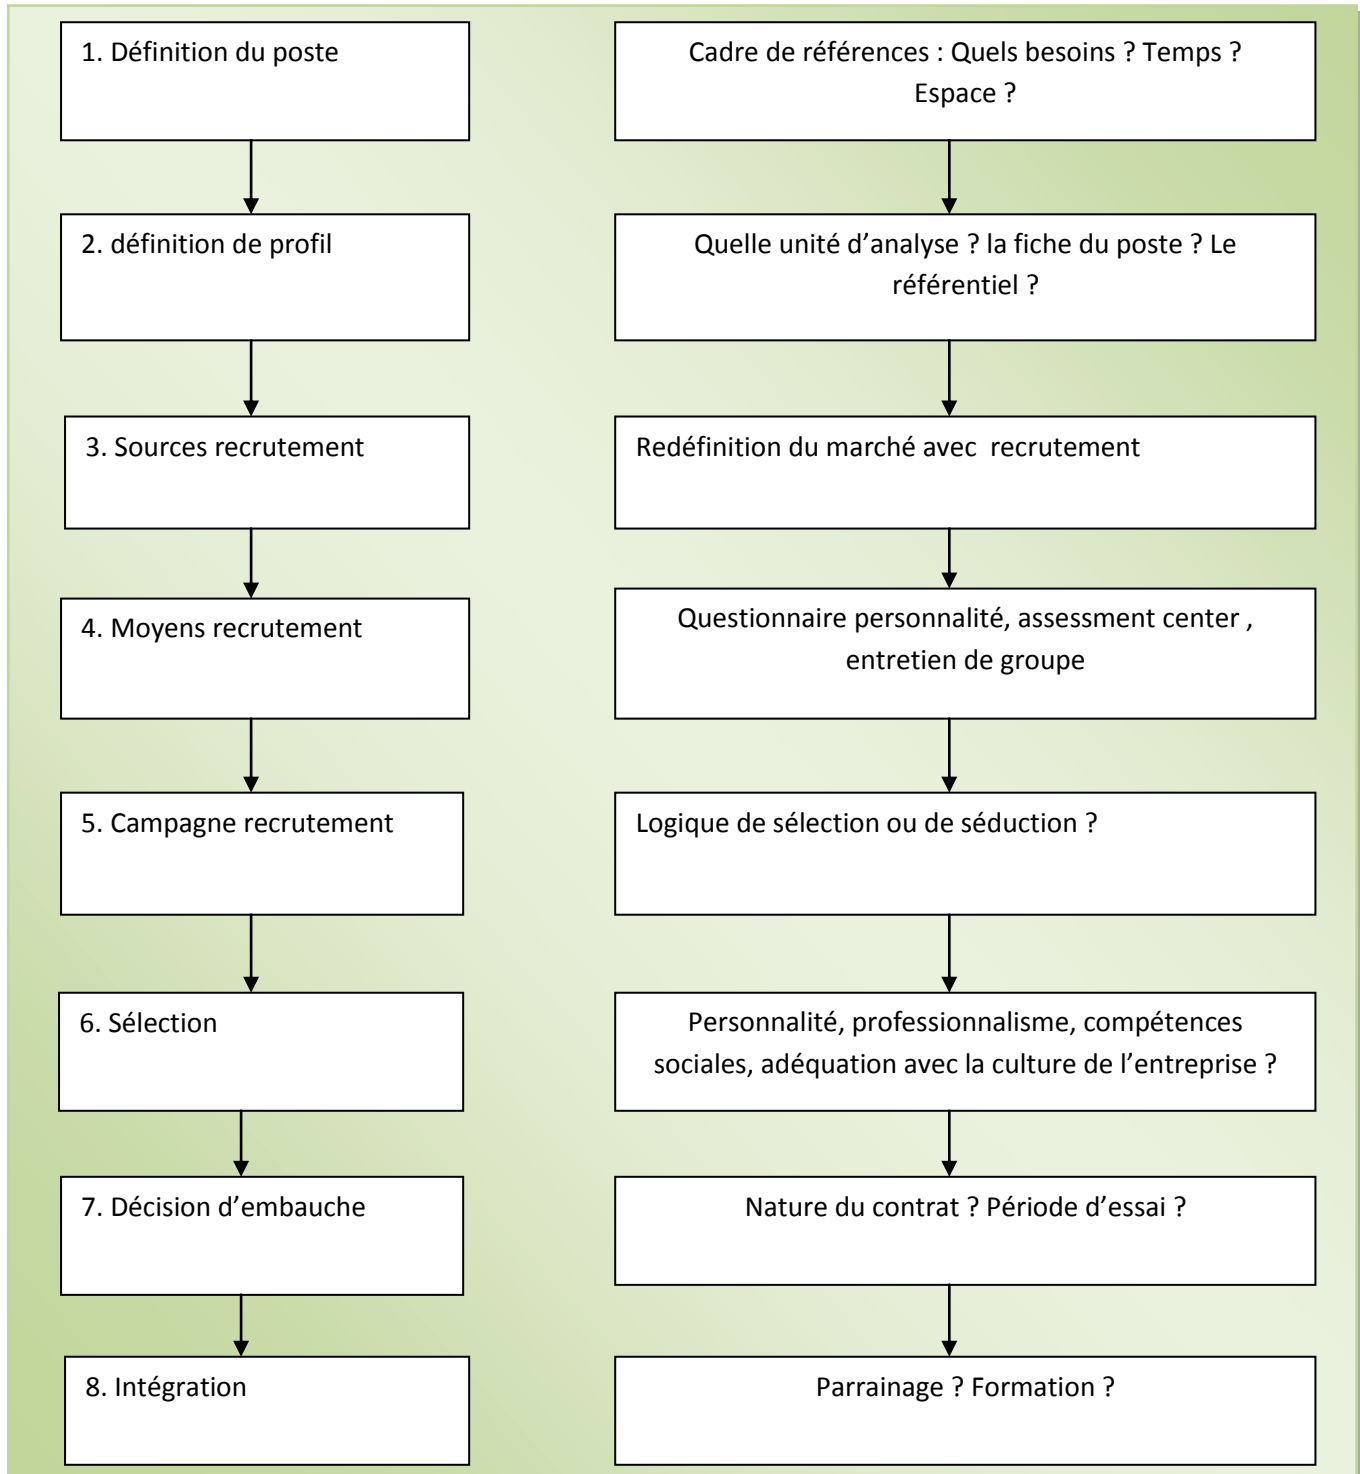 1. Définition du poste
Cadre de références : Quels besoins ? Temps ?
Espace ?
2. définition de profil
Quelle unité d’analyse ? la fiche du poste ? Le
référentiel ?
3. Sources recrutement
Redéfinition du marché avec  recrutement
4. Moyens recrutement
Questionnaire personnalité, assessment center ,
entretien de groupe
5. Campagne recrutement
Logique de sélection ou de séduction ?
6. Sélection
Personnalité, professionnalisme, compétences
sociales, adéquation avec la culture de l’entreprise ?
7. Décision d’embauche
Nature du contrat ? Période d’essai ?
8. Intégration
Parrainage ? Formation ?